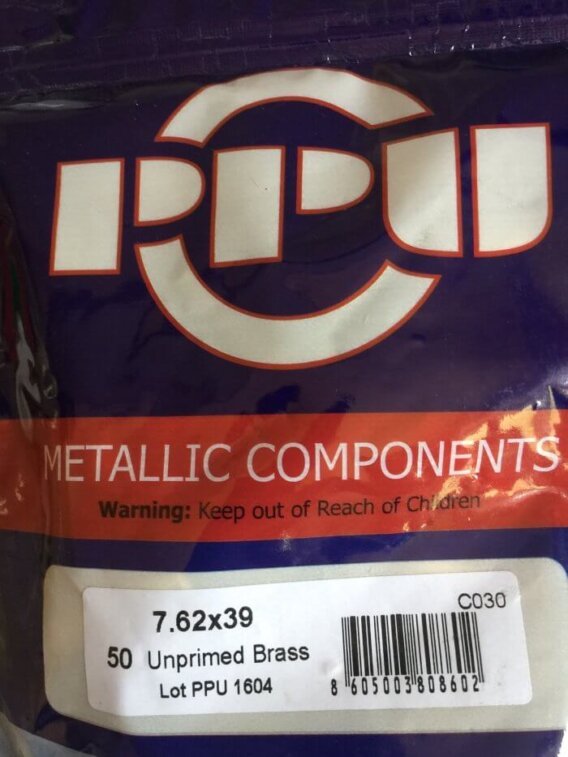 PPU
METALLIC COMPONENTS
Warning: Keep out of Reach of Children
C030
7.62x39
50 Unprimed Brass
Lot PPU 1604
8 605003 808602